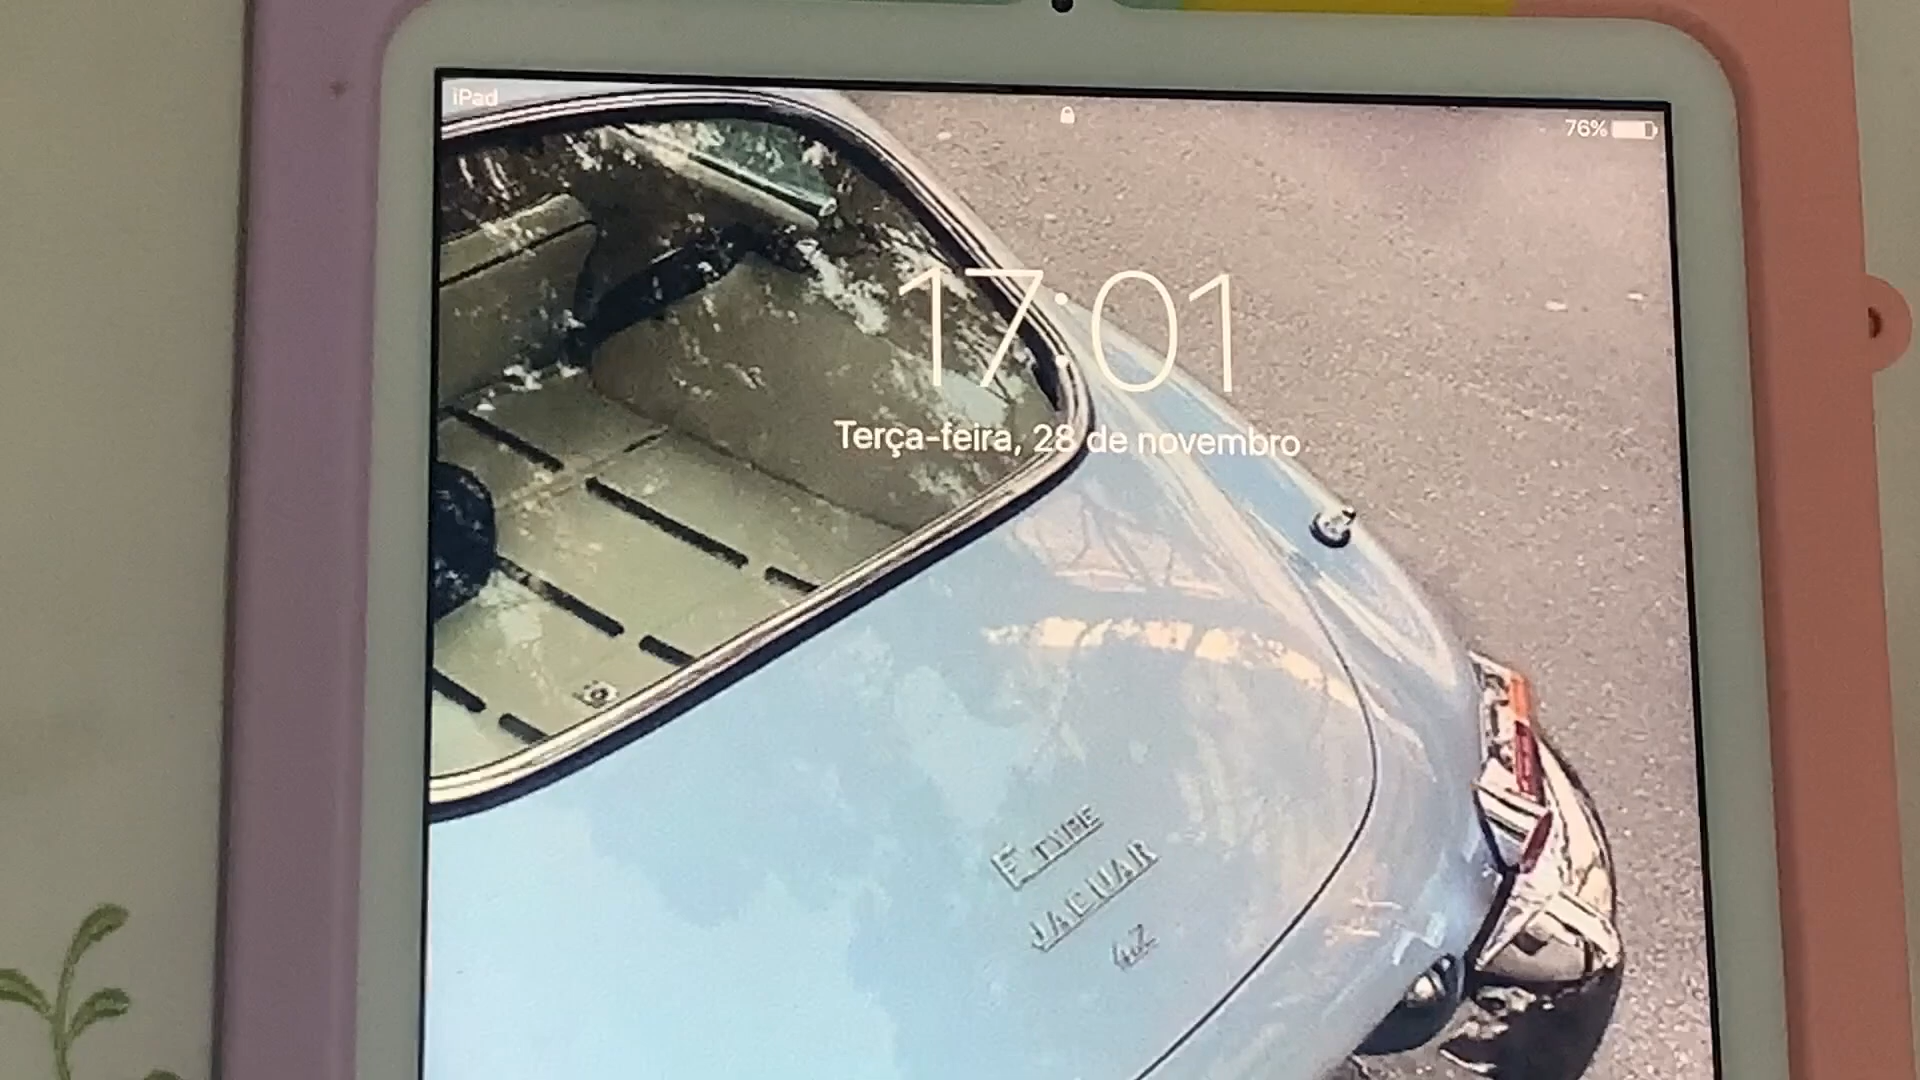 iPad
76%
17:01
Terça-feira, 28 de novembro
E TYPE
JAGUAR
4.2